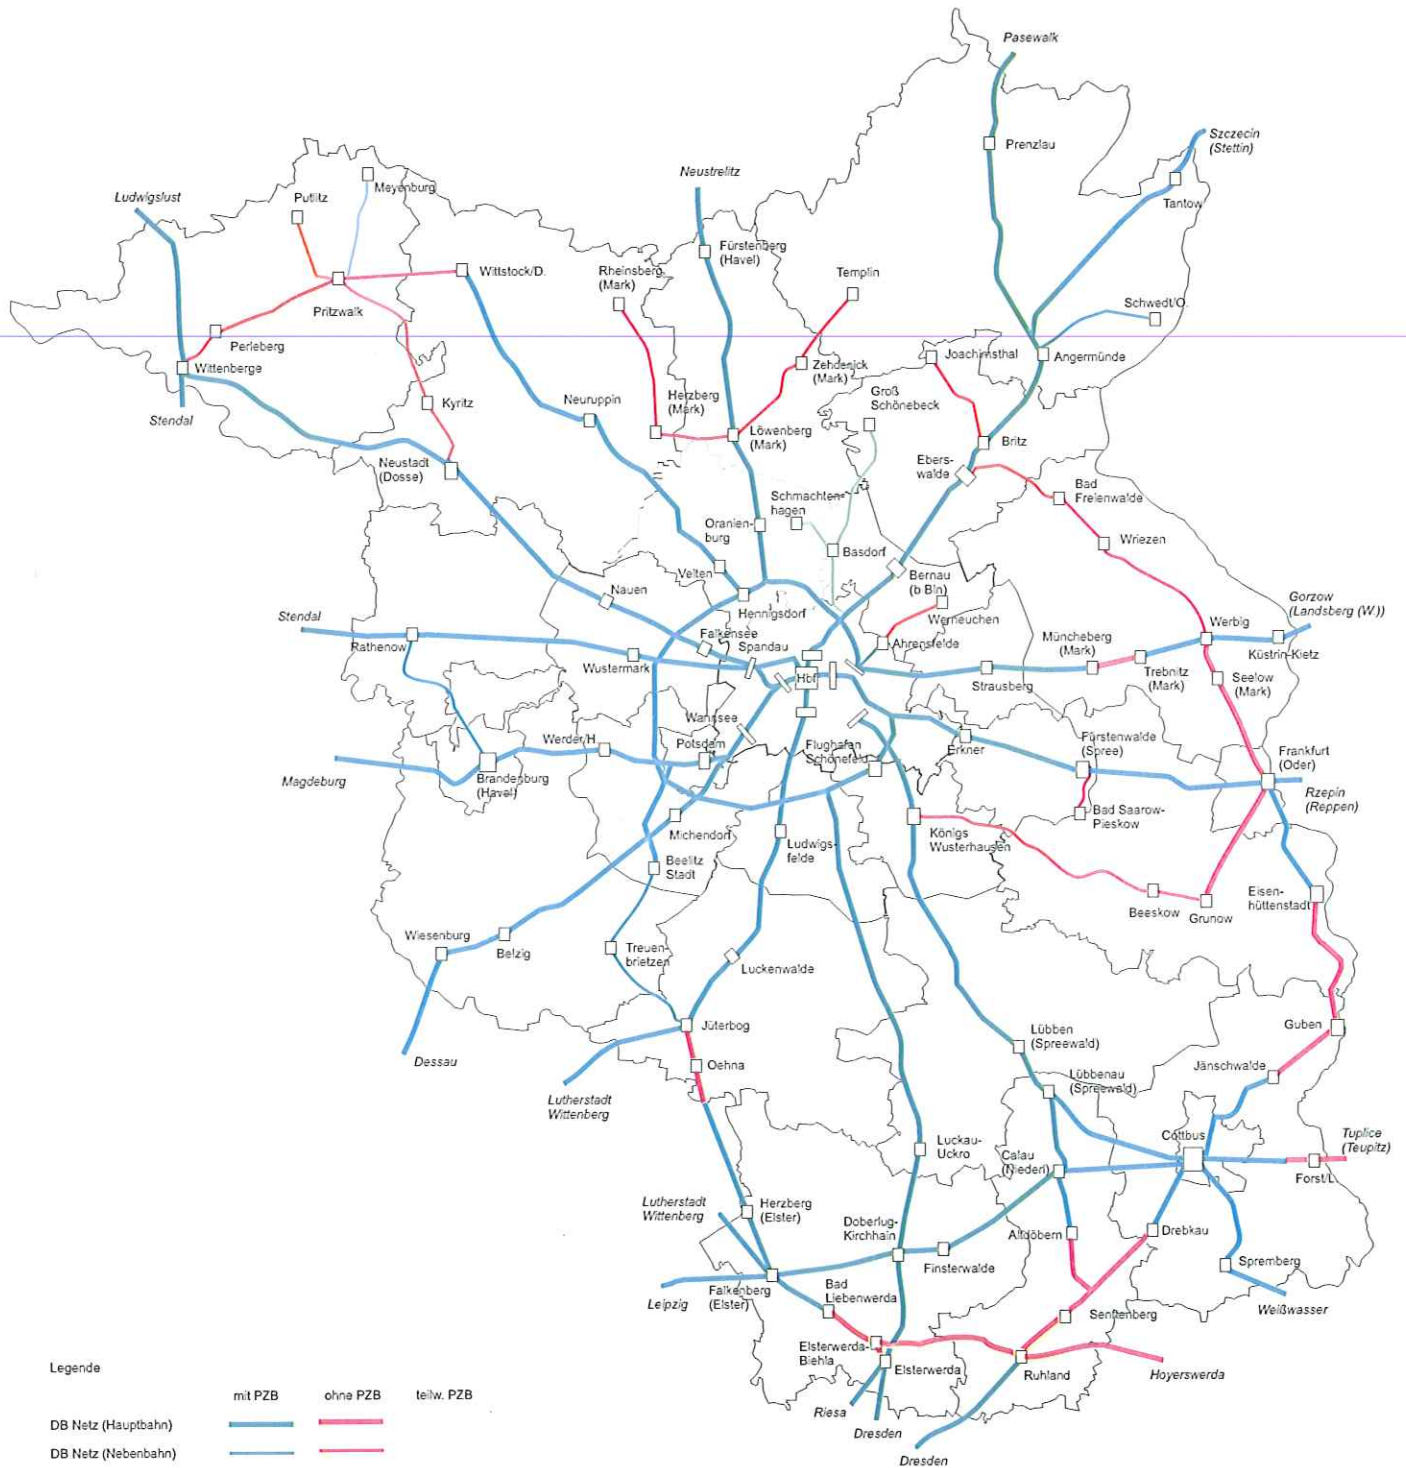 Pasewalk
Szczecin
(Stettin)
Prenzlau
Tantow
Neustrelitz
Meyenburg
Putlitz
Ludwigslust
Fürstenberg
(Havel)
Wittstock/D.
Rheinsberg
(Mark)
Templin
Schwedt/O.
Pritzwalk
Perleberg
Wittenberge
Joachimsthal
Angermünde
Zehdenick
(Mark)
Groß
Schönebeck
Herzberg
(Mark)
Neuruppin
Kyritz
Stendal
Löwenberg
(Mark)
Britz
Ebers-
walde
Neustadt
(Dosse)
Bad
Freienwalde
Schmachten-
hagen
Oranien-
burg
Wriezen
Basdorf
Velten
Bernau
(b Bln)
Nauen
Hennigsdorf
Werneuchen
Gorzow
(Landsberg (W.))
Stendal
Rathenow
Falkensee
Spandau
Ahrensfelde
Müncheberg
(Mark)
Werbig
Küstrin-Kietz
Wustermark
Hbf
Strausberg
Trebnitz
(Mark)
Seelow
(Mark)
Wannsee
Werder/H
Potsdam
Flughafen
Schönefeld
Erkner
Fürstenwalde
(Spree)
Frankfurt
(Oder)
Magdeburg
Brandenburg
(Havel)
Rzepin
(Reppen)
Bad Saarow-
Pieskow
Michendorf
Ludwigs-
felde
Königs
Wusterhausen
Beelitz
Stadt
Beeskow
Grunow
Eisen-
hüttenstadt
Wiesenburg
Belzig
Treuen-
brietzen
Luckenwalde
Jüterbog
Lübben
(Spreewald)
Guben
Dessau
Oehna
Jänschwalde
Lübbenau
(Spreewald)
Lutherstadt
Wittenberg
Luckau-
Uckro
Calau
(Niederl)
Cottbus
Tuplice
(Teupitz)
Forst/L
Lutherstadt
Wittenberg
Herzberg
(Elster)
Doberlug-
Kirchhain
Altdöbern
Drebkau
Finsterwalde
Spremberg
Leipzig
Falkenberg
(Elster)
Bad
Liebenwerda
Senftenberg
Weißwasser
Elsterwerda-
Biehla
Elsterwerda
Ruhland
Hoyerswerda
Riesa
Dresden
Dresden
Legende
mit PZB ohne PZB teilw. PZB
DB Netz (Hauptbahn)
DB Netz (Nebenbahn)